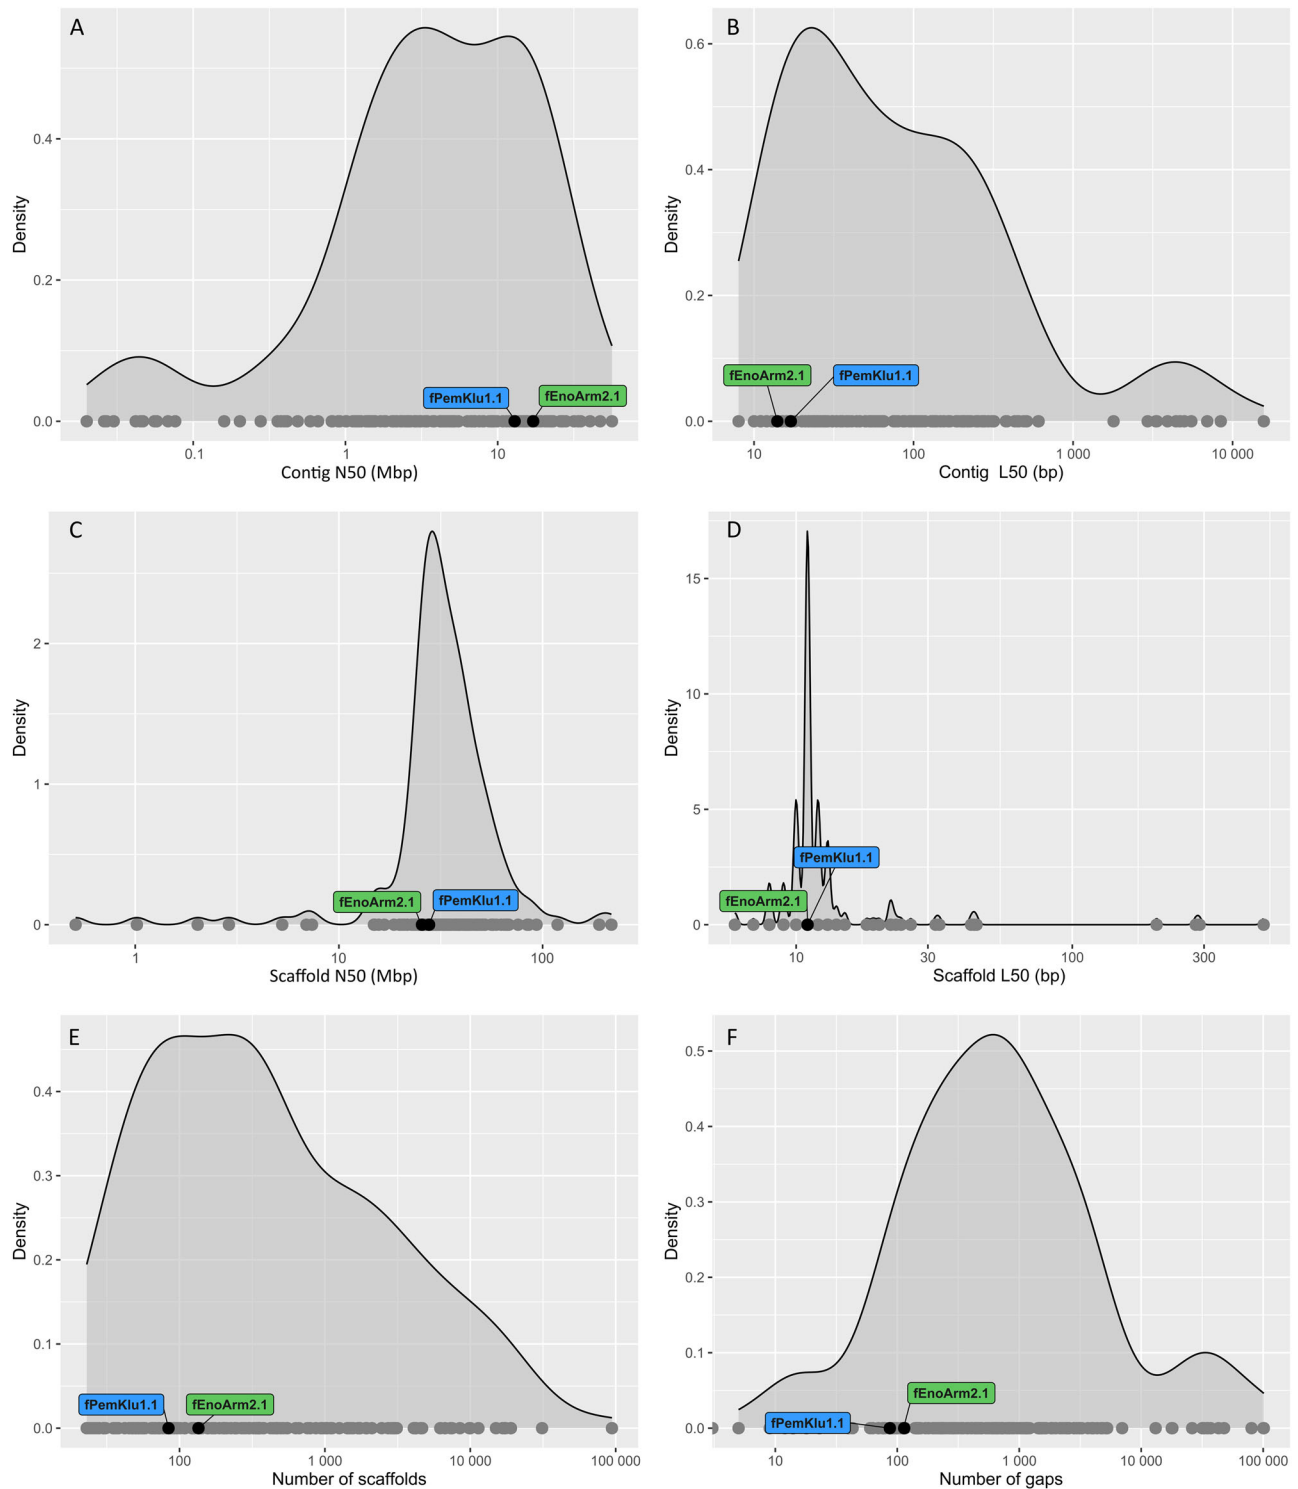 A
Density
0.4
0.2
0.0
fPemKlu1.1
fEnoArm2.1
0.1
1
10
Contig N50 (Mbp)
B
Density
0.6
0.4
0.2
0.0
fEnoArm2.1
fPemKlu1.1
10
100
1 000
10 000
Contig L50 (bp)
C
Density
2
1
0
fEnoArm2.1
fPemKlu1.1
1
10
100
Scaffold N50 (Mbp)
D
Density
15
10
5
0
fPemKlu1.1
fEnoArm2.1
10
30
100
300
Scaffold L50 (bp)
E
Density
0.4
0.3
0.2
0.1
0.0
fPemKlu1.1
fEnoArm2.1
100
1 000
10 000
100 000
Number of scaffolds
F
Density
0.5
0.4
0.3
0.2
0.1
0.0
fEnoArm2.1
fPemKlu1.1
10
100
1 000
10 000
100 000
Number of gaps